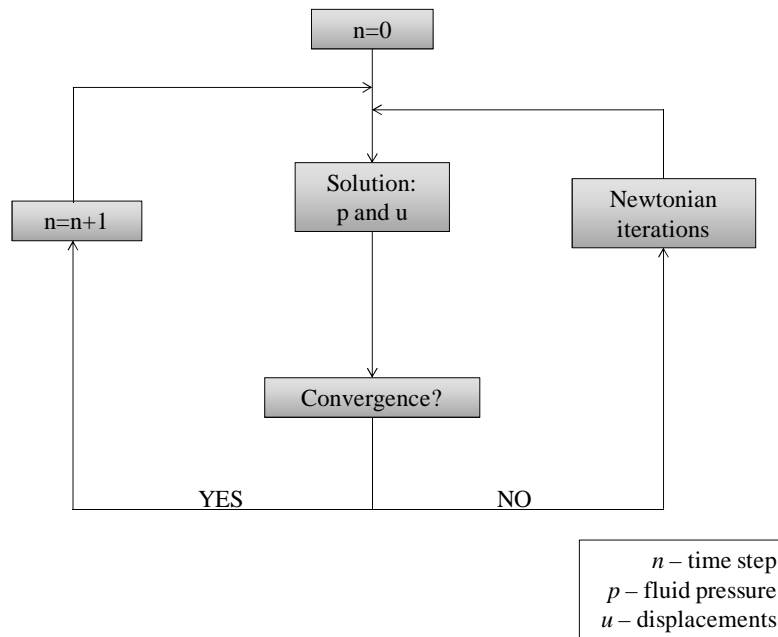 n=0
Solution:
p and u
n=n+1
Newtonian
iterations
Convergence?
YES
NO
n – time step
p – fluid pressure
u – displacements